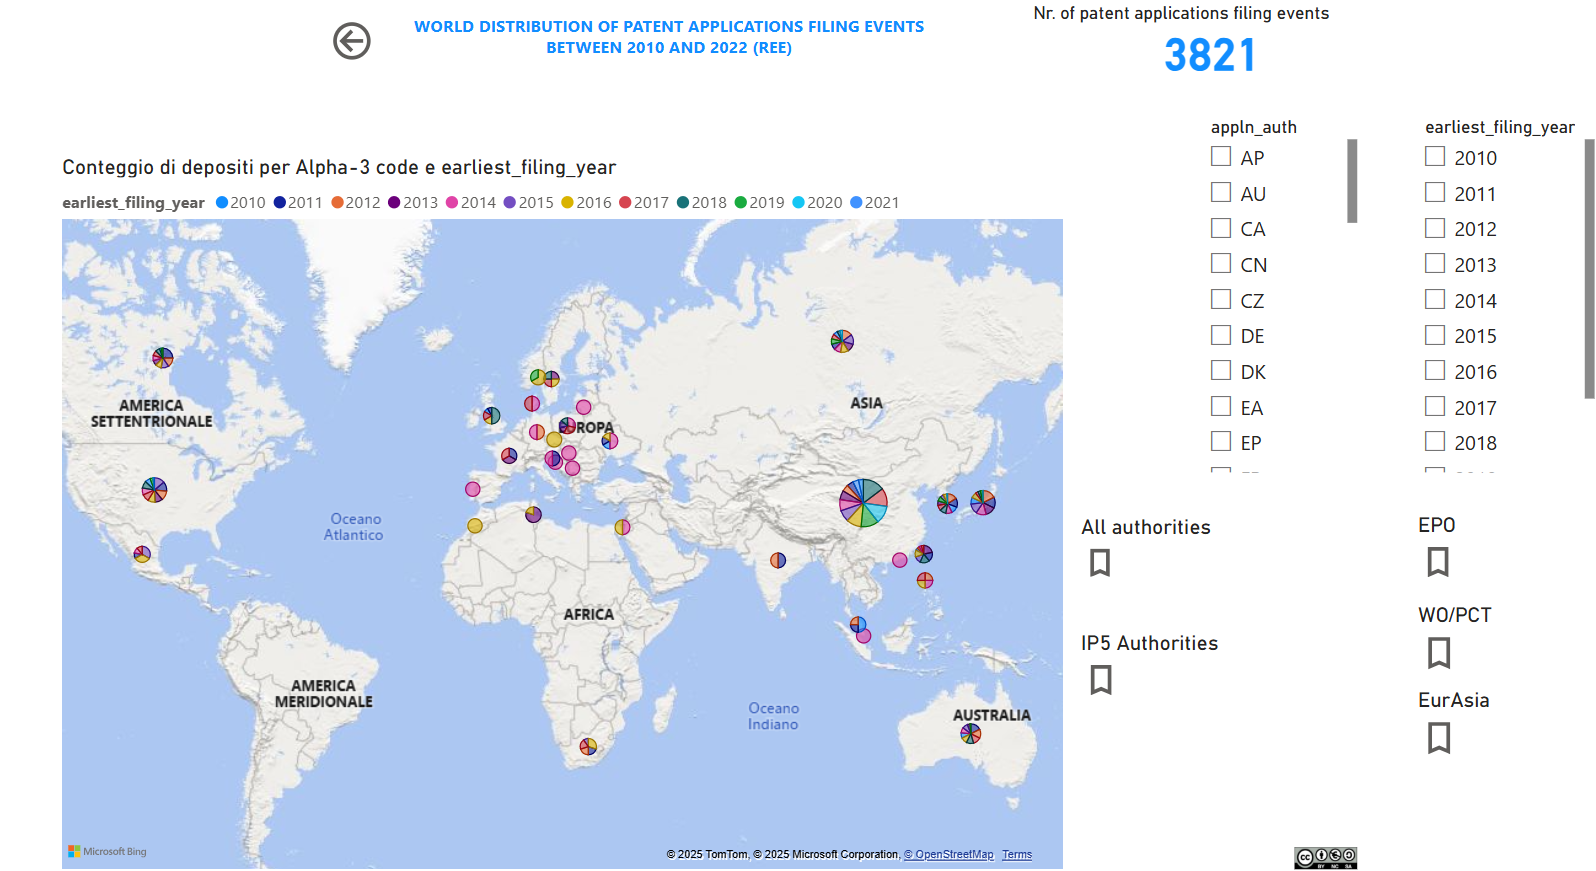 WORLD DISTRIBUTION OF PATENT APPLICATIONS FILING EVENTS
BETWEEN 2010 AND 2022 (REE)
Nr. of patent applications filing events
3821
Conteggio di depositi per Alpha-3 code e earliest_filing_year
earliest_filing_year 2010 2011 2012 2013 2014 2015 2016 2017 2018 2019 2020 2021
AMERICA
SETTENTRIONALE
EUROPA
ASIA
Oceano
Atlantico
AFRICA
AMERICA
MERIDIONALE
Oceano
Indiano
AUSTRALIA
Microsoft Bing
© 2025 TomTom, © 2025 Microsoft Corporation, © OpenStreetMap Terms
appln_auth
AP
AU
CA
CN
CZ
DE
DK
EA
EP
earliest_filing_year
2010
2011
2012
2013
2014
2015
2016
2017
2018
All authorities
EPO
IP5 Authorities
WO/PCT
EurAsia
cc
BY NC SA